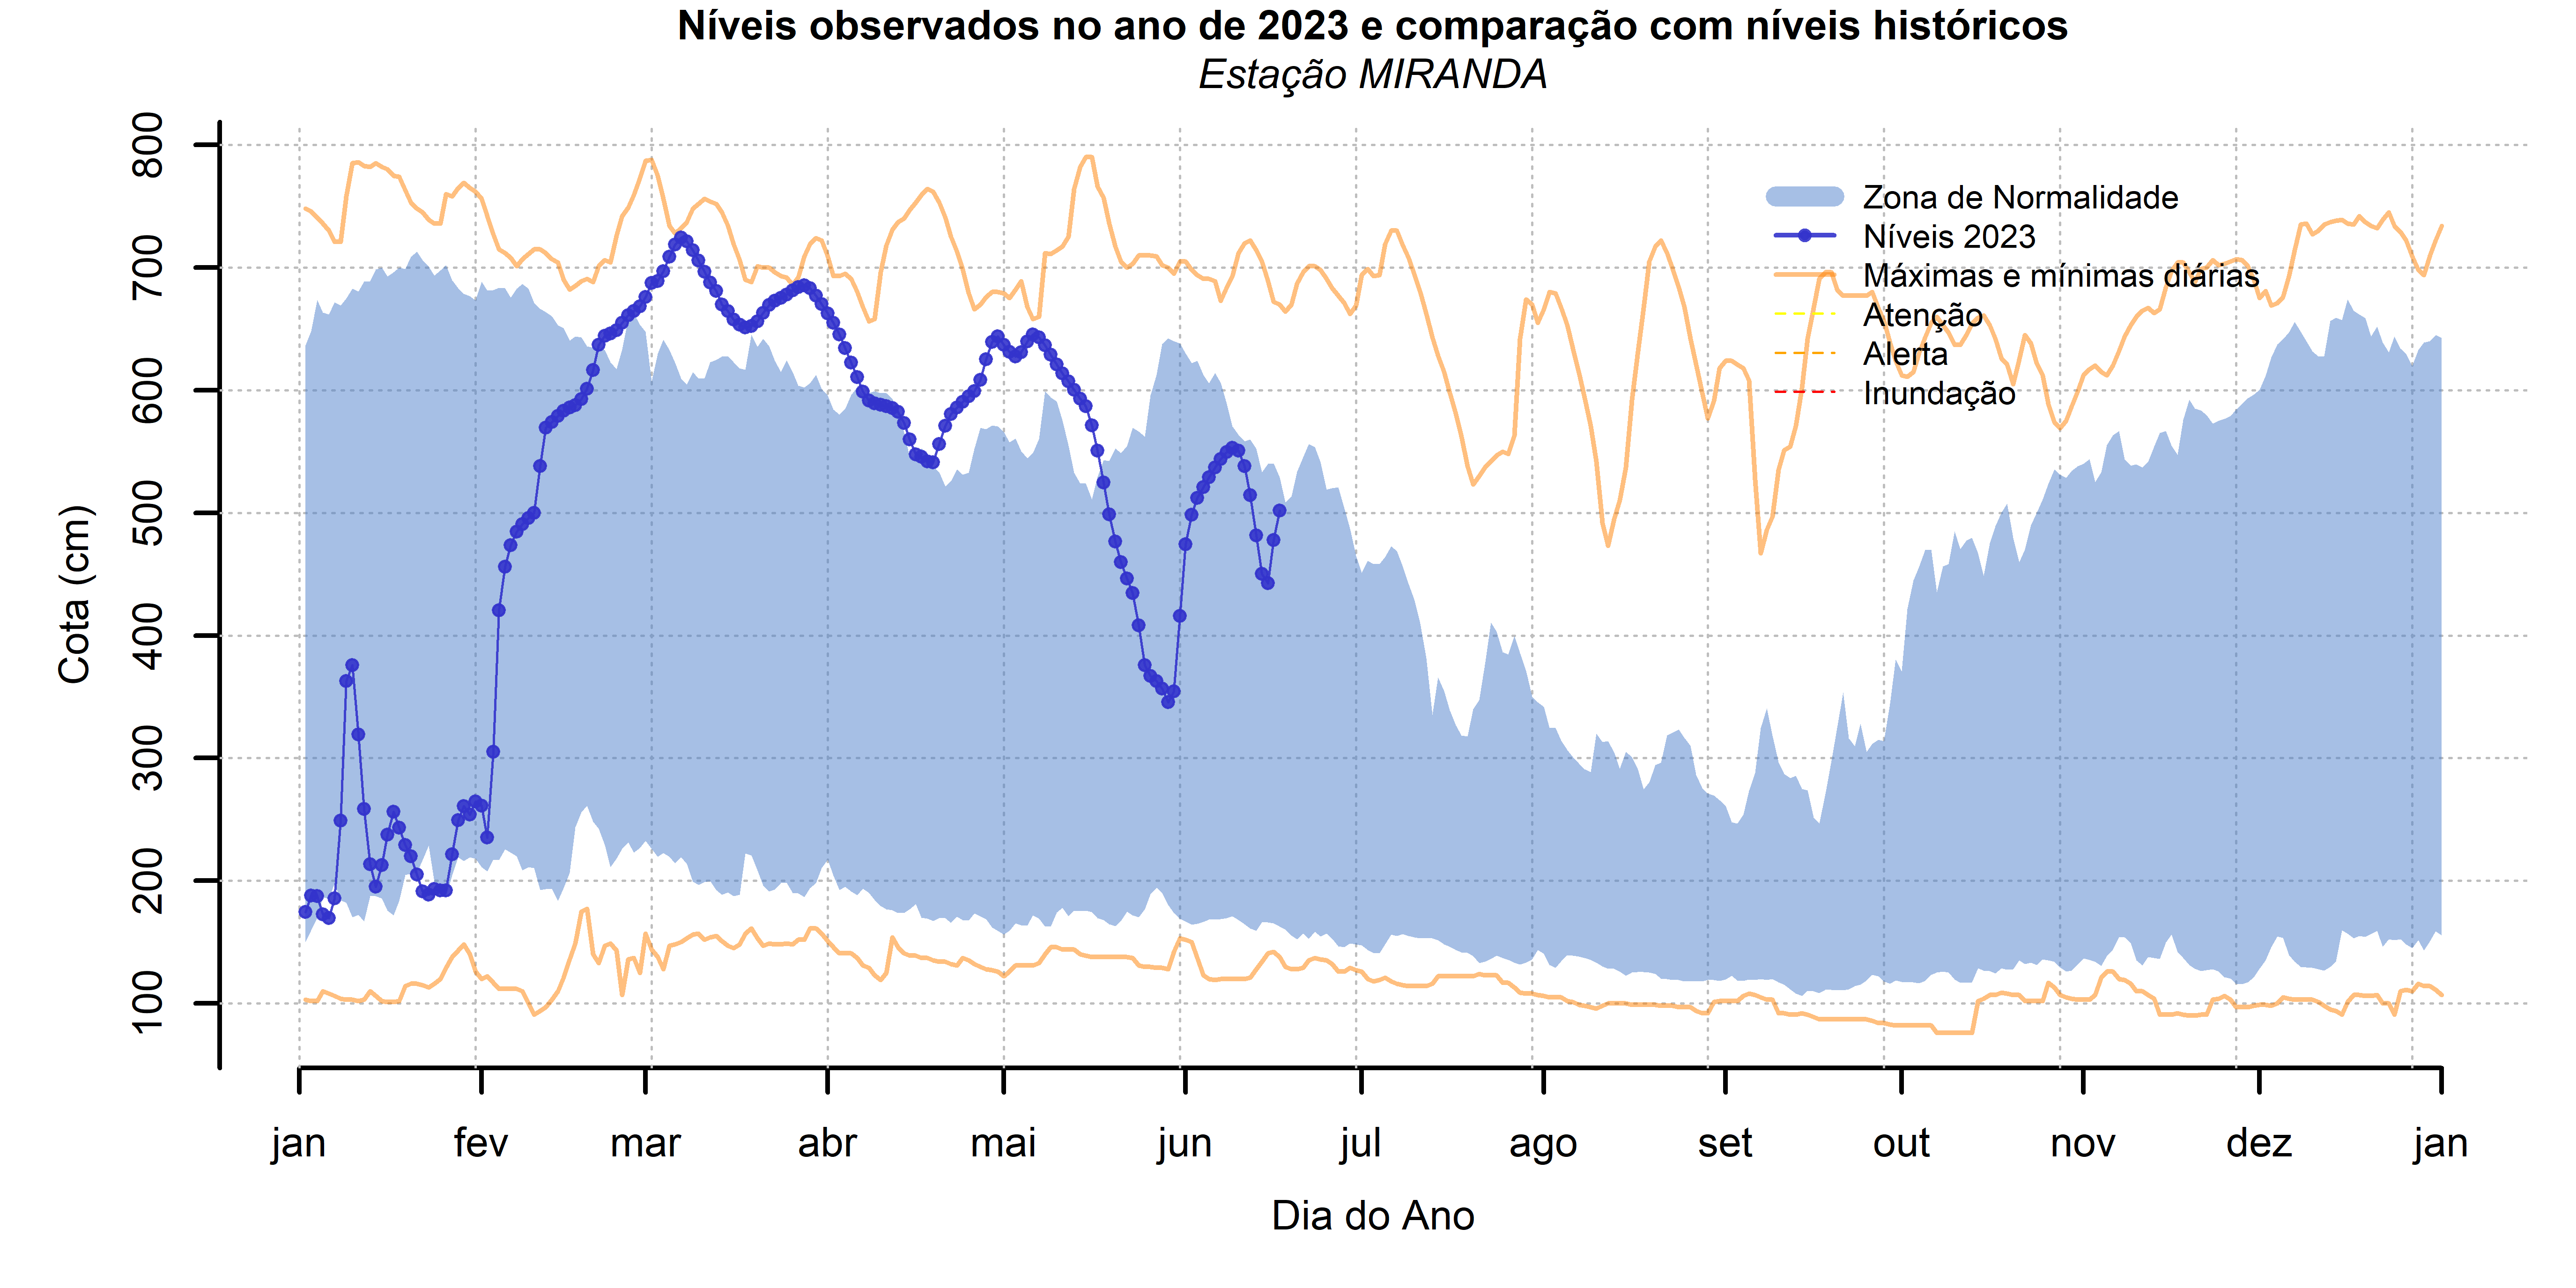 Níveis observados no ano de 2023 e comparação com níveis históricos
Estação MIRANDA
800
700
600
500
400
300
200
100
Cota (cm)
Zona de Normalidade
Níveis 2023
Máximas e mínimas diárias
Atenção
Alerta
Inundação
jan fev mar abr mai jun jul ago set out nov dez jan
Dia do Ano